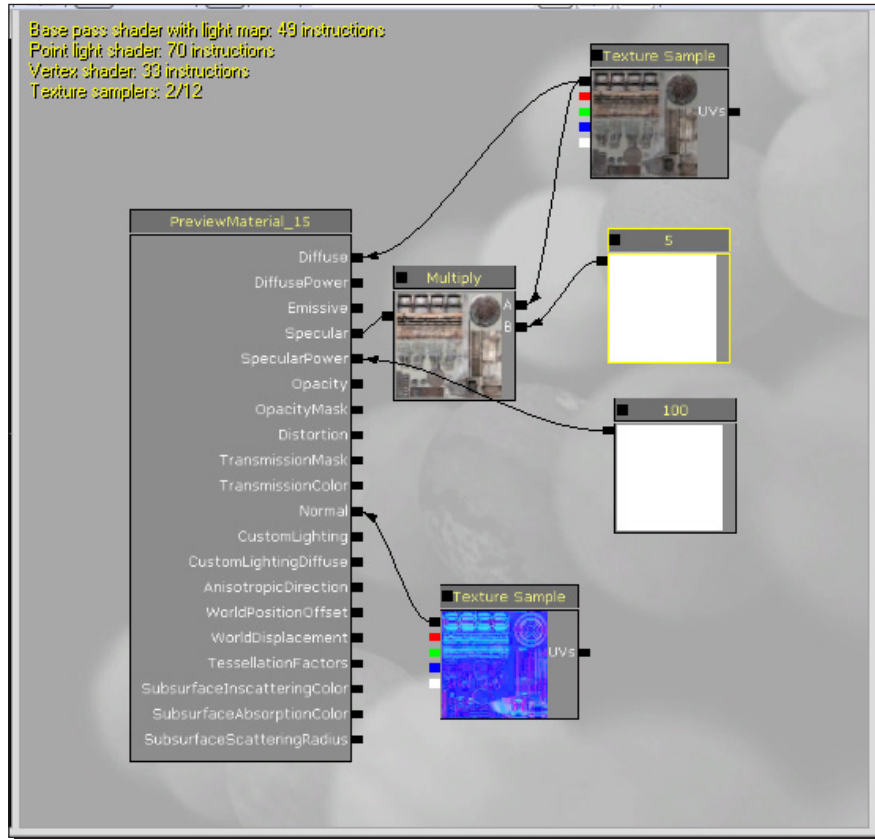 Base pass shader with light map: 49 instructions
Point light shader: 70 instructions
Vertex shader: 33 instructions
Texture samplers: 2/12
Texture Sample
UVs
PreviewMaterial_15
Diffuse
DiffusePower
Emissive
Specular
SpecularPower
Opacity
OpacityMask
Distortion
TransmissionMask
TransmissionColor
Normal
CustomLighting
CustomLightingDiffuse
AnisotropicDirection
WorldPositionOffset
WorldDisplacement
TessellationFactors
SubsurfaceInscatteringColor
SubsurfaceAbsorptionColor
SubsurfaceScatteringRadius
Multiply
A
B
5
100
Texture Sample
UVs